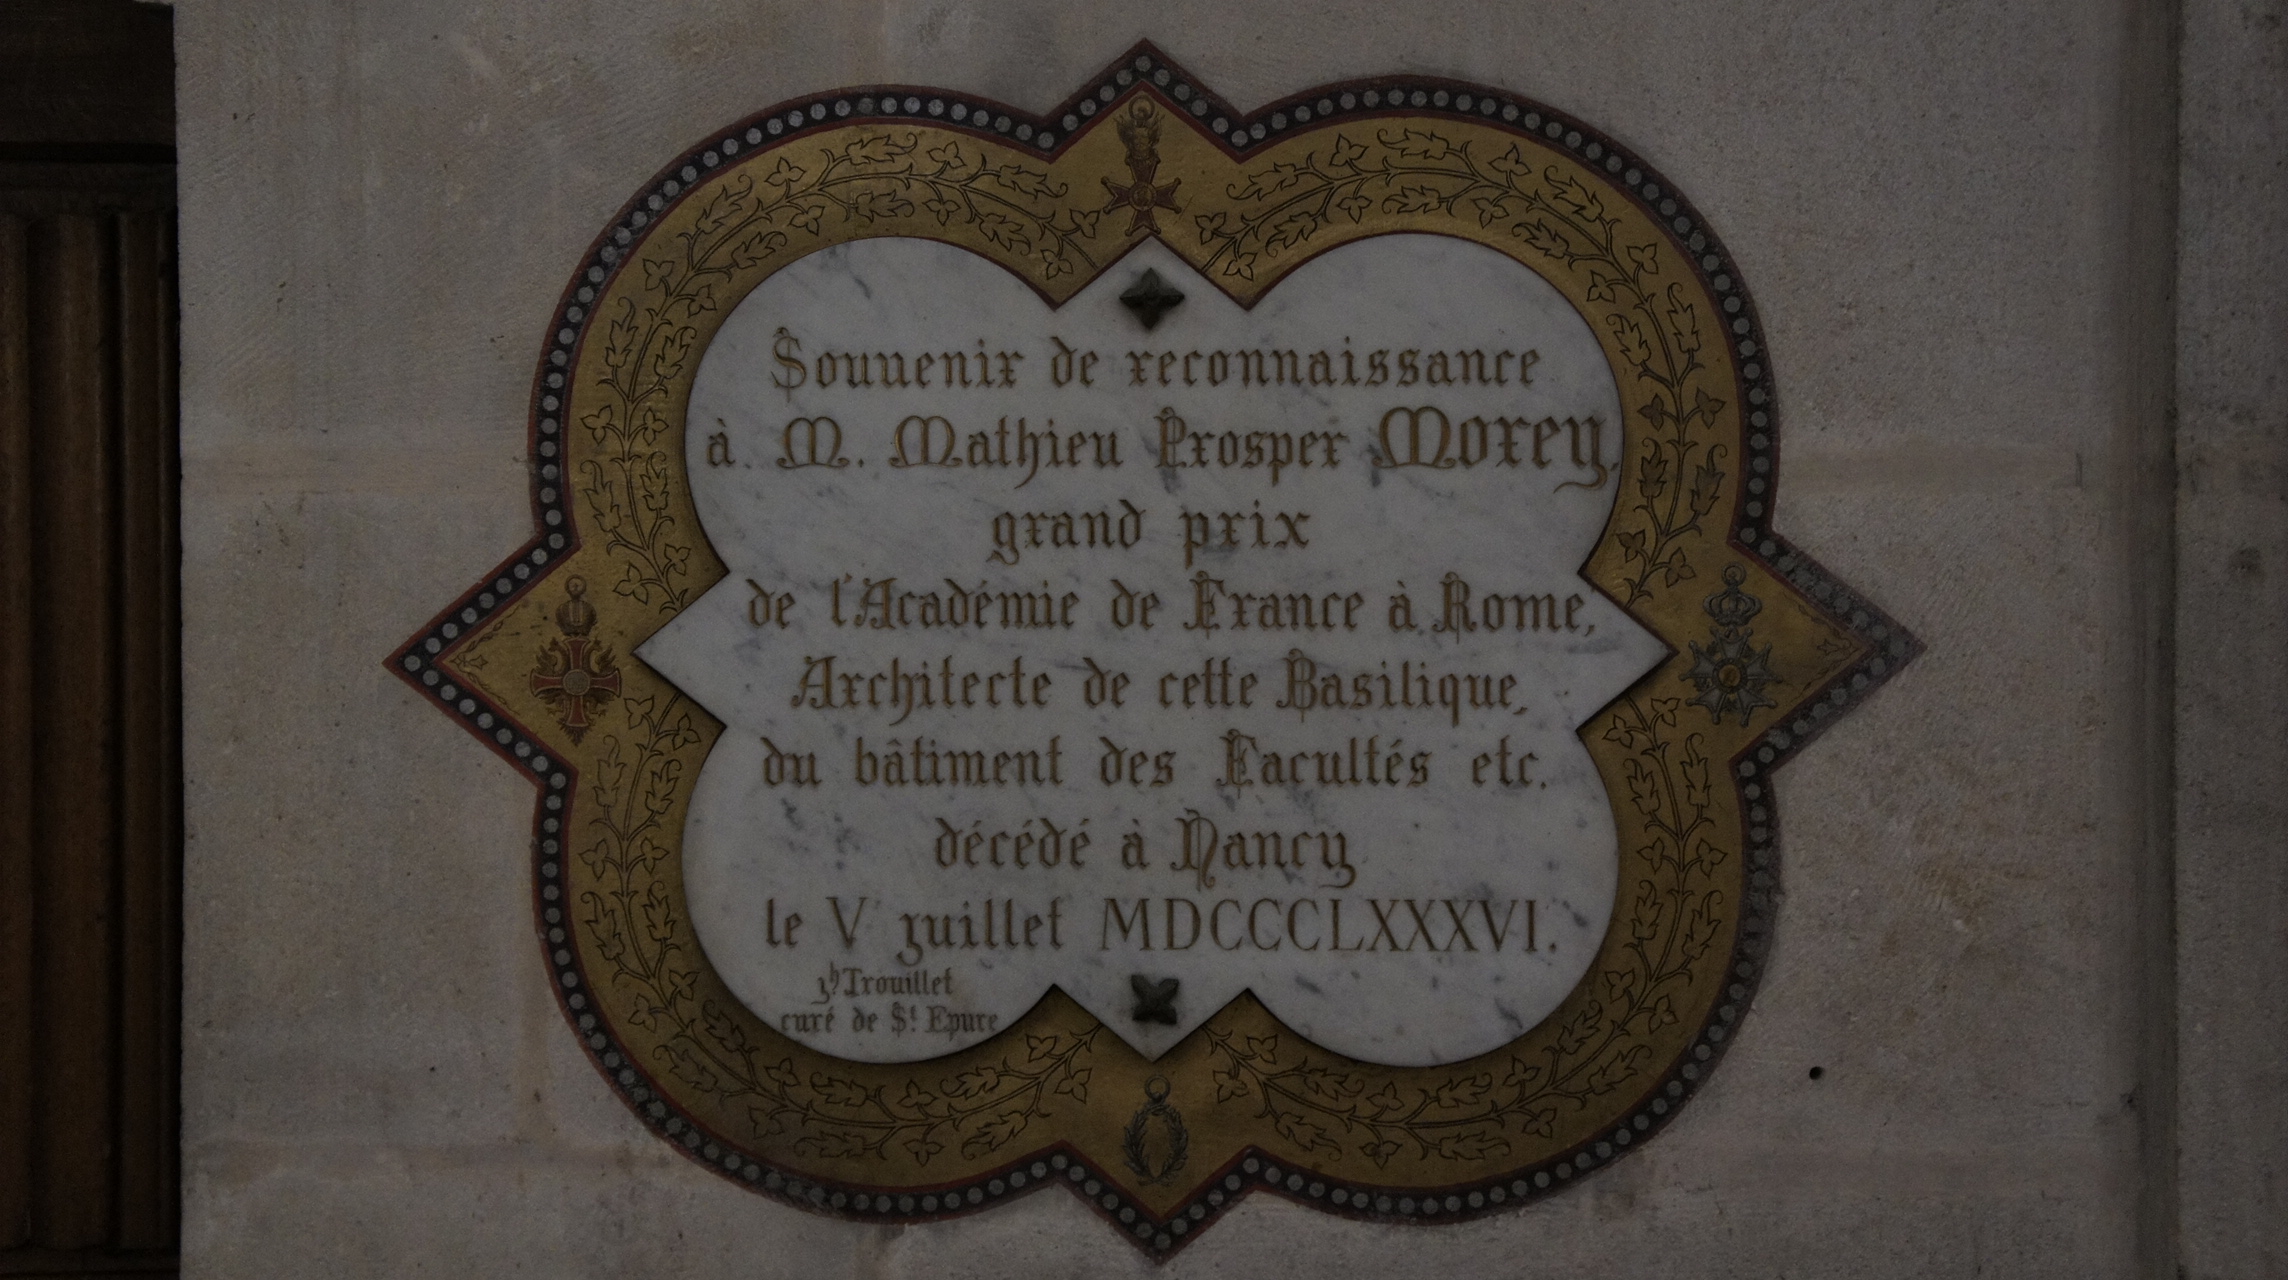 Souvenir de reconnaissance
à M. Mathieu Prosper Morey,
grand prix
de l'Académie de France à Rome,
Architecte de cette Basilique,
du bâtiment des Facultés etc.
décédé à Nancy
le V juillet MDCCCLXXXVI.
Jh Trouillet
curé de St Epvre